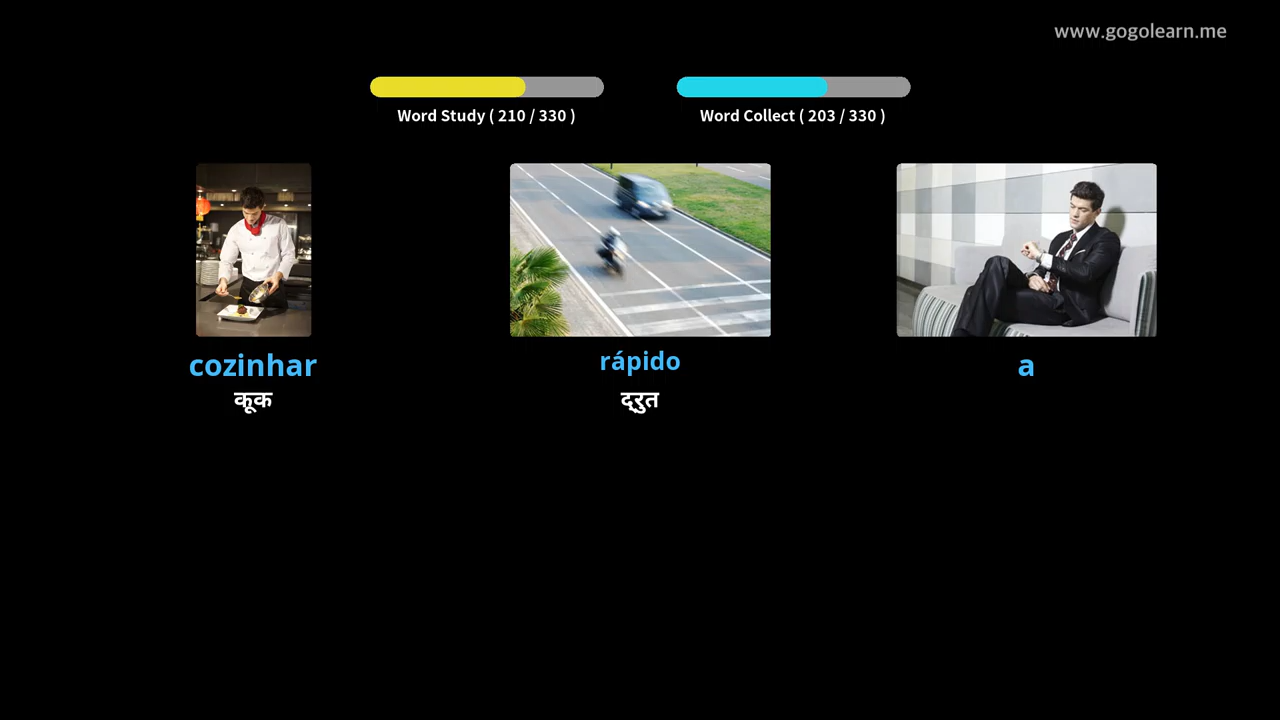 www.gogolearn.me
Word Study ( 210 / 330 )
Word Collect ( 203 / 330 )
cozinhar
rápido
a
कूक
द्रुत